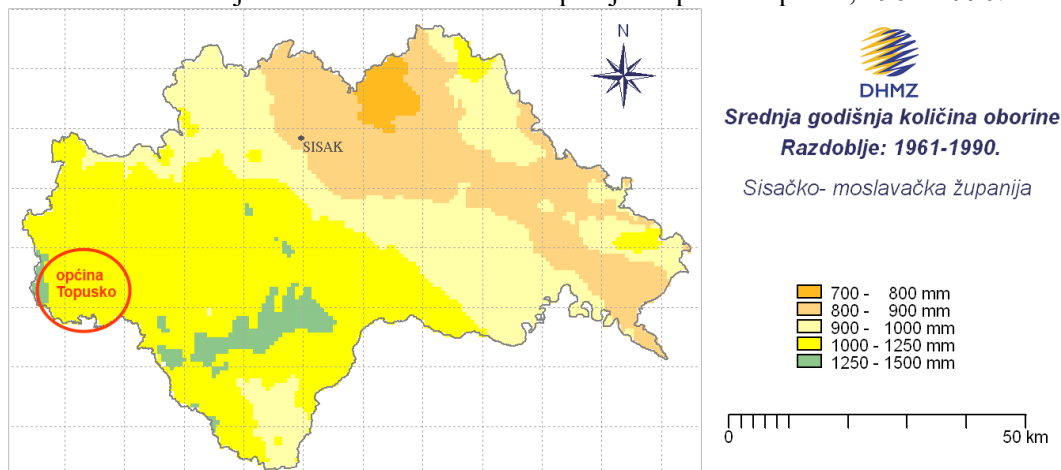 N
DHMZ
Srednja godišnja količina oborine
Razdoblje: 1961-1990.
Sisačko- moslavačka županija
SISAK
općina
Topusko
700 - 800 mm
800 - 900 mm
900 - 1000 mm
1000 - 1250 mm
1250 - 1500 mm
0 50 km